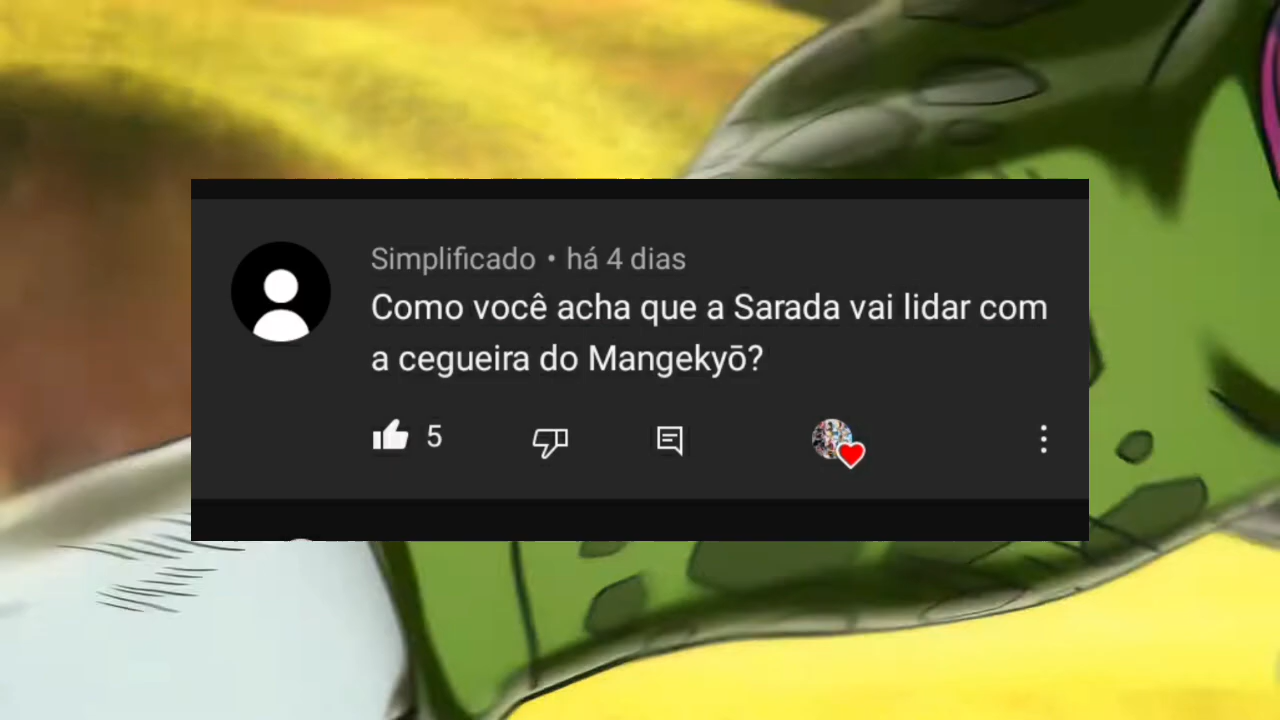 Simplificado • há 4 dias
Como você acha que a Sarada vai lidar com
a cegueira do Mangekyō?
5